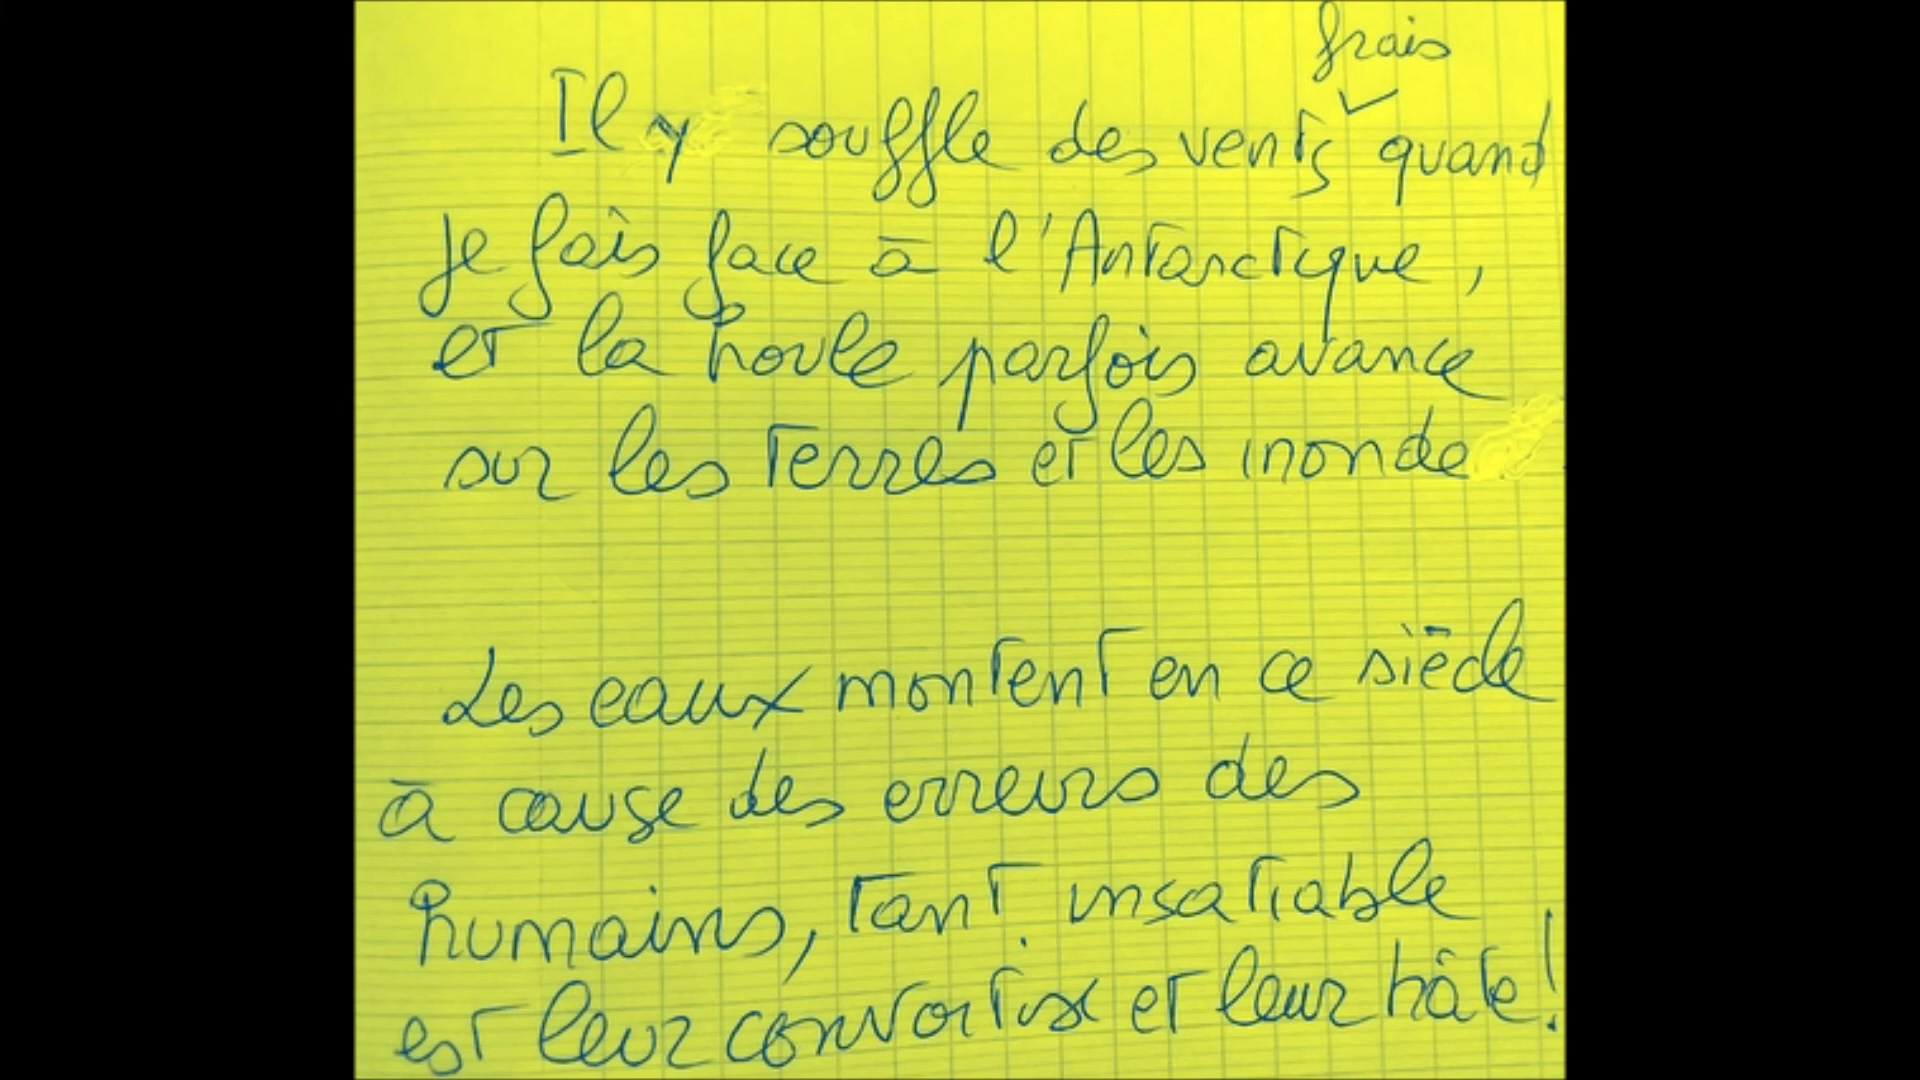 frais
Il y souffle des vents quand
je fais face à l'Antarctique,
et la houle parfois avance
sur les terres et les inonde
Les eaux montent en ce siècle
à cause des erreurs des
humains, tant insatiable
est leur convoitise et leur hâte !